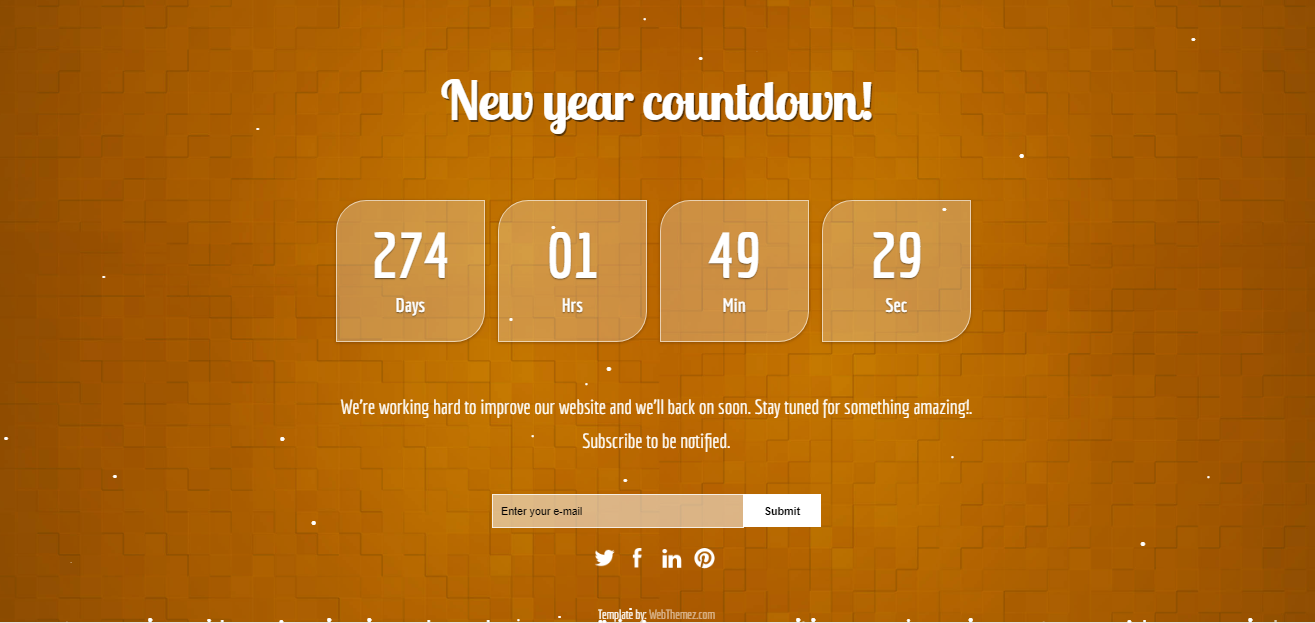 New year countdown!
274 01 49 29
Days Hrs Min Sec
We're working hard to improve our website and we'll back on soon. Stay tuned for something amazing!.
Subscribe to be notified.
Enter your e-mail Submit
Template by: WebThemez.com